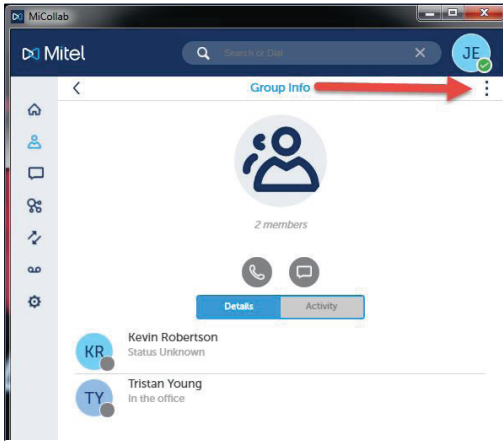 MiCollab
Mitel
Search or Dial
JE
Group Info
2 members
Details
Activity
KR
Kevin Robertson
Status Unknown
TY
Tristan Young
In the office